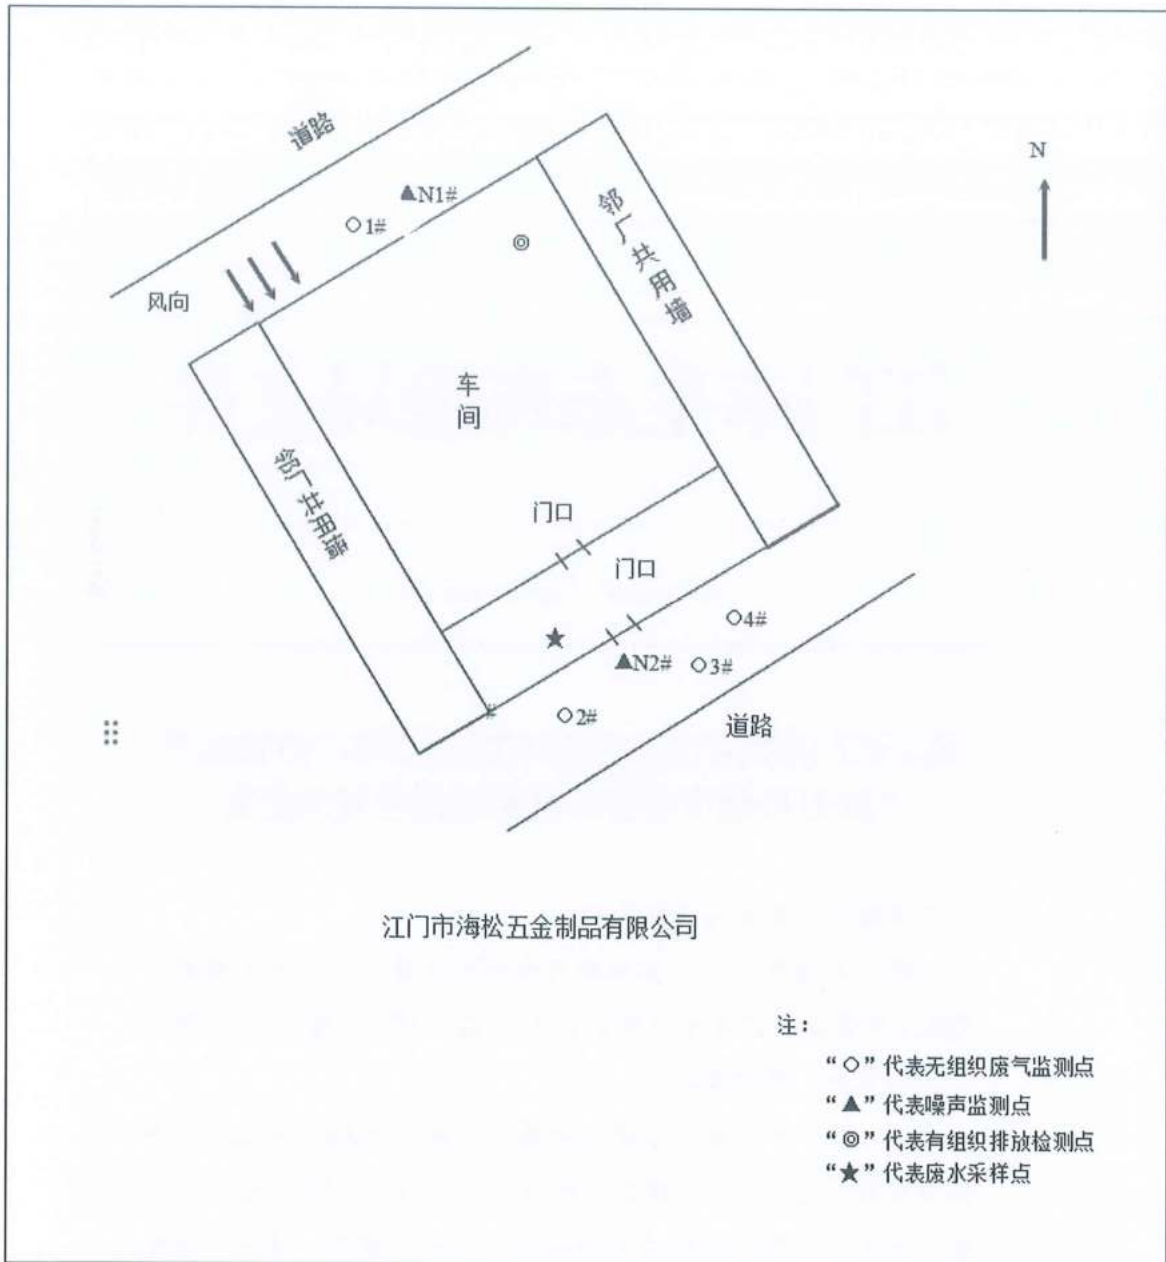 道路
N
▲N1#
1#
邻厂共用墙
风向
车间
邻厂共用墙
门口
门口
4#
N2#
3#
#
2#
道路
江门市海松五金制品有限公司
注：
“○”代表无组织废气监测点
“▲”代表噪声监测点
“◎”代表有组织排放检测点
“★”代表废水采样点